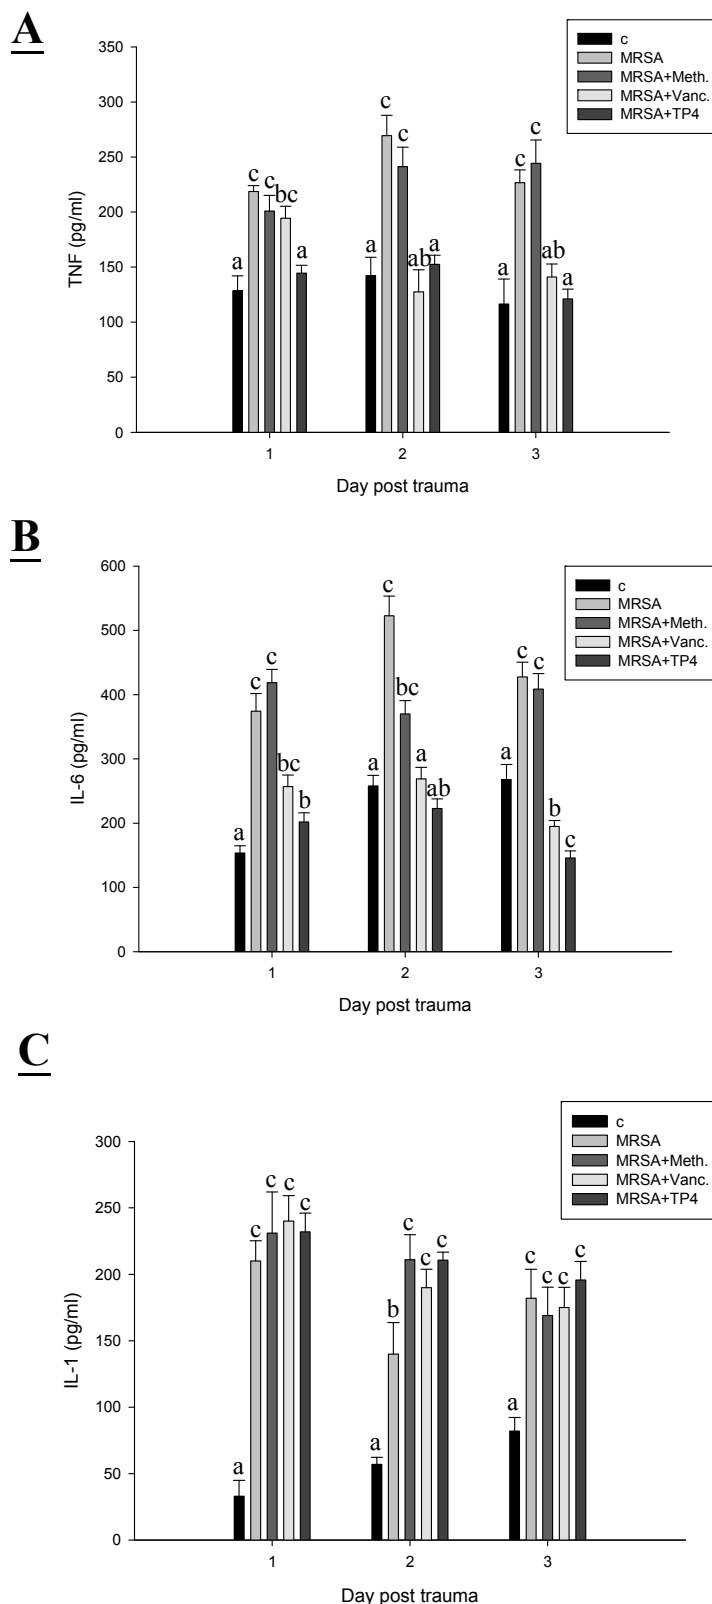 A
c
MRSA
MRSA+Meth.
MRSA+Vanc.
MRSA+TP4
350
300
250
200
150
100
50
0
TNF (pg/ml)
a c c bc a
a c c ab a
a c c ab a
1 2 3
Day post trauma
B
c
MRSA
MRSA+Meth.
MRSA+Vanc.
MRSA+TP4
600
500
400
300
200
100
0
IL-6 (pg/ml)
a c c bc b
a c bc a ab
a c c b c
1 2 3
Day post trauma
C
c
MRSA
MRSA+Meth.
MRSA+Vanc.
MRSA+TP4
300
250
200
150
100
50
0
IL-1 (pg/ml)
a c c c c
a b c c c
a c c c c
1 2 3
Day post trauma